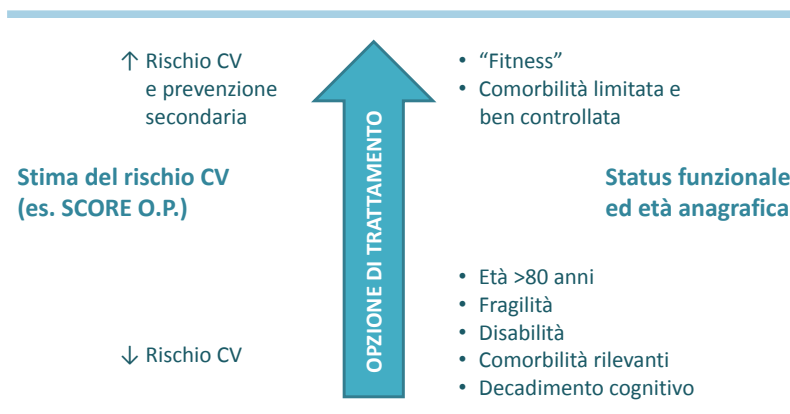 ↑ Rischio CV
e prevenzione
secondaria
Stima del rischio CV
(es. SCORE O.P.)
↓ Rischio CV
OPZIONE DI TRATTAMENTO
• “Fitness”
• Comorbilità limitata e
ben controllata
Status funzionale
ed età anagrafica
• Età >80 anni
• Fragilità
• Disabilità
• Comorbilità rilevanti
• Decadimento cognitivo